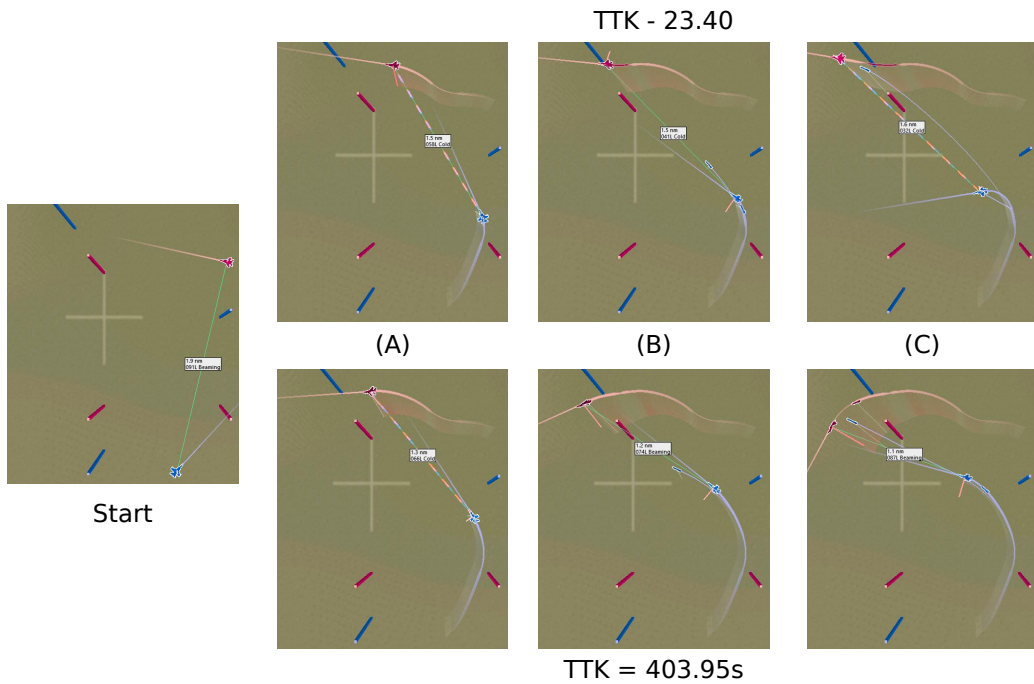 TTK - 23.40
1.5 nm
058L Cold
1.5 nm
041L Cold
1.6 nm
032L Cold
1.9 nm
091L Beaming
Start
(A)
(B)
(C)
1.3 nm
066L Cold
1.2 nm
074L Beaming
1.1 nm
087L Beaming
TTK = 403.95s